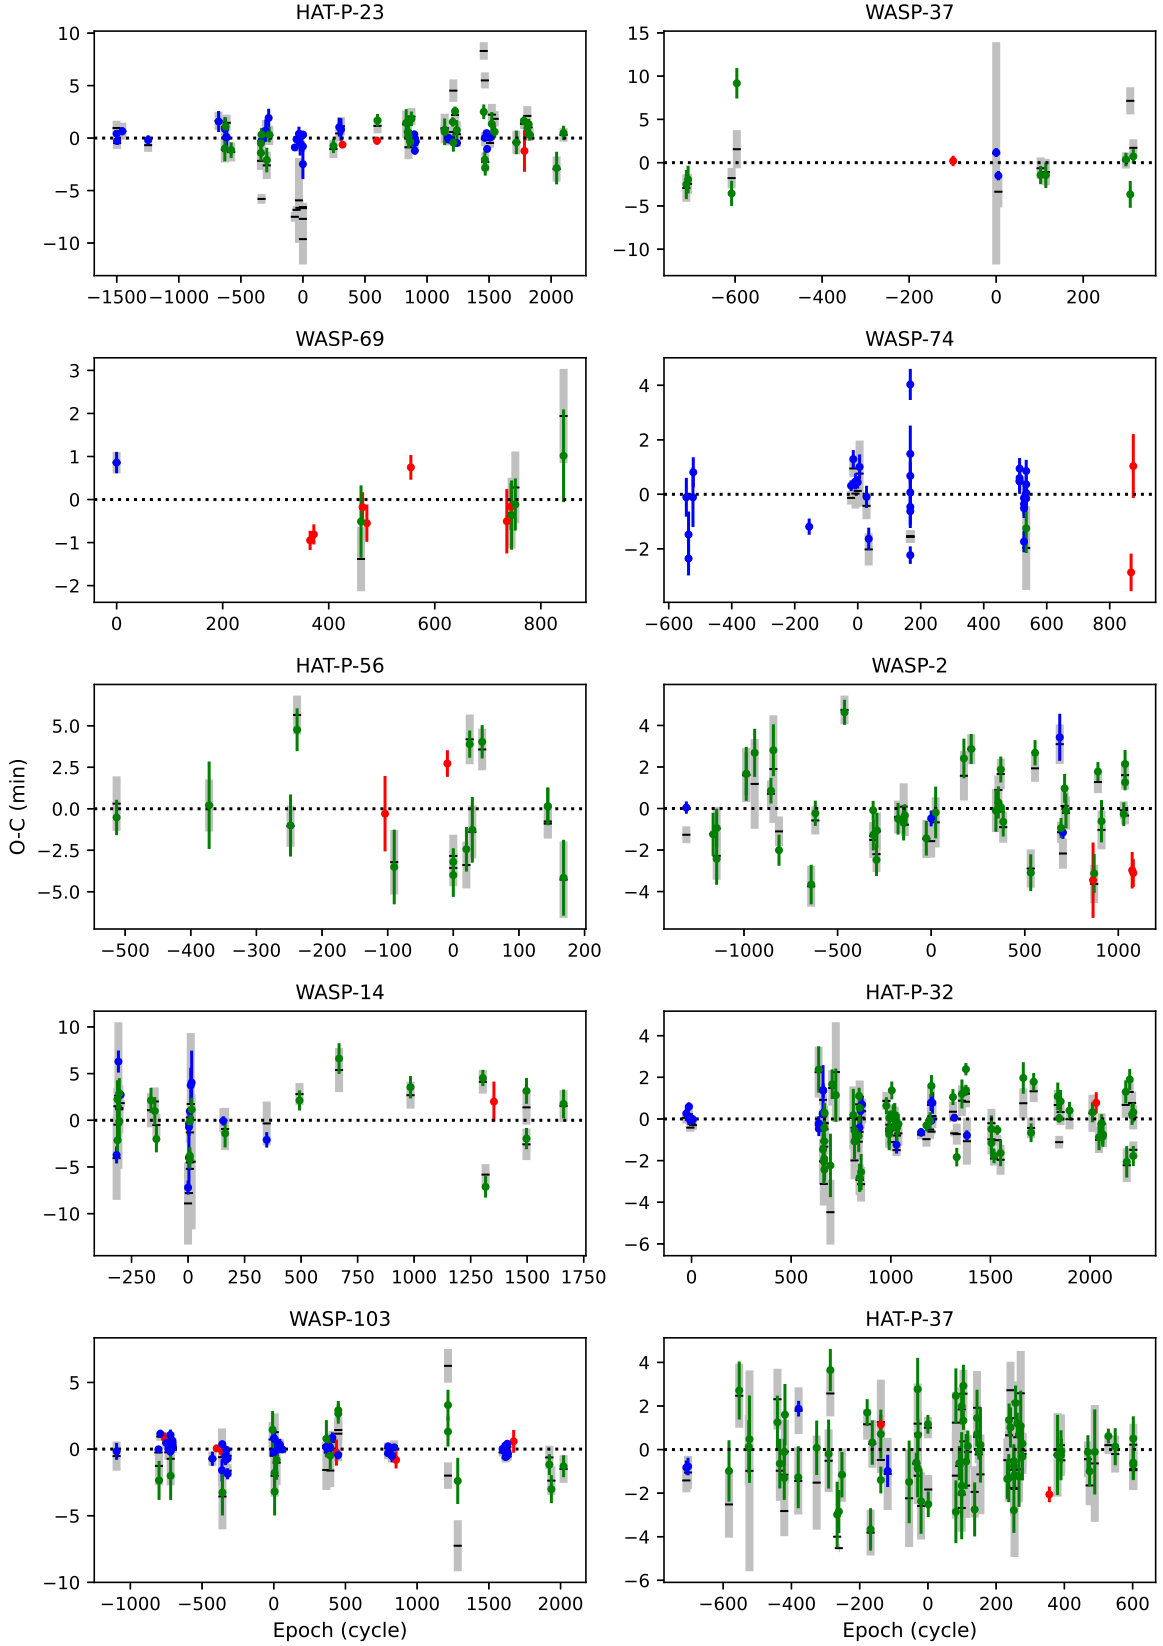 HAT-P-23 WASP-37
10 5 0 −5 −10
15 10 5 0 −5 −10
−1500 −1000 −500 0 500 1000 1500 2000
−600 −400 −200 0 200
WASP-69 WASP-74
3 2 1 0 −1 −2
4 2 0 −2
0 200 400 600 800
−600 −400 −200 0 200 400 600 800
HAT-P-56 WASP-2
O-C (min)
5.0 2.5 0.0 −2.5 −5.0
4 2 0 −2 −4
−500 −400 −300 −200 −100 0 100 200
−1000 −500 0 500 1000
WASP-14 HAT-P-32
10 5 0 −5 −10
4 2 0 −2 −4 −6
−250 0 250 500 750 1000 1250 1500 1750
0 500 1000 1500 2000
WASP-103 HAT-P-37
5 0 −5 −10
4 2 0 −2 −4 −6
−1000 −500 0 500 1000 1500 2000
−600 −400 −200 0 200 400 600
Epoch (cycle) Epoch (cycle)